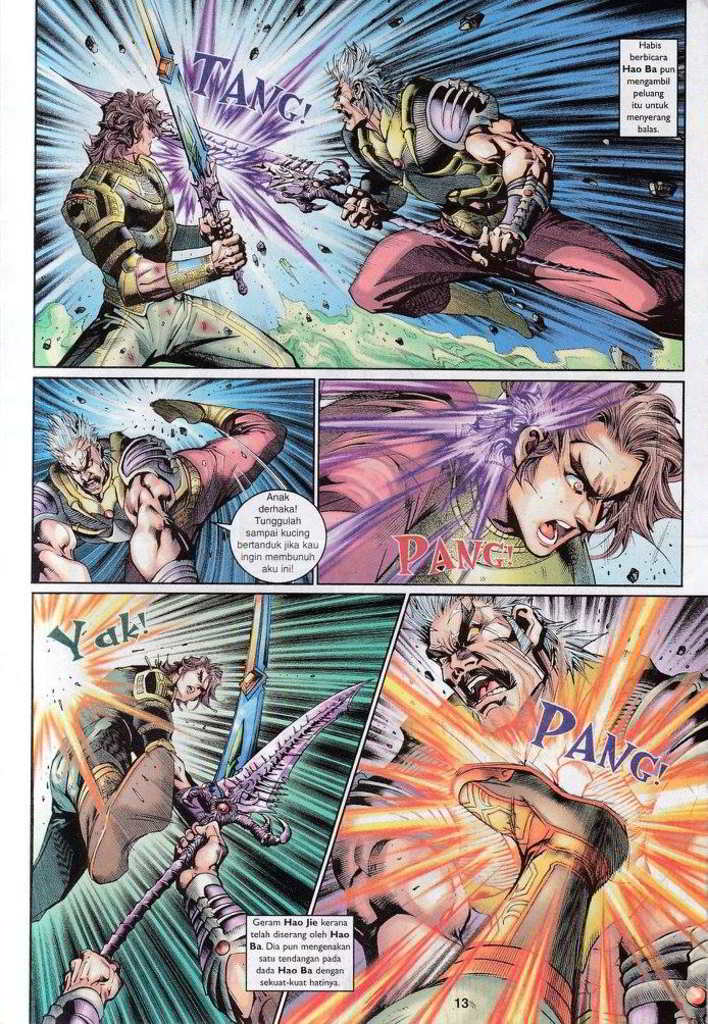 TANG!
Habis
berbicara
Hao Ba pun
mengambil
peluang
itu untuk
menyerang
balas.
Anak
derhaka!
Tunggulah
sampai kucing
bertanduk jika kau
ingin membunuh
aku ini!
PANG!
Yak!
PANG!
Geram Hao Jie kerana
telah diserang oleh Hao
Ba. Dia pun mengenakan
satu tendangan pada
dada Hao Ba dengan
sekuat-kuat hatinya.
13